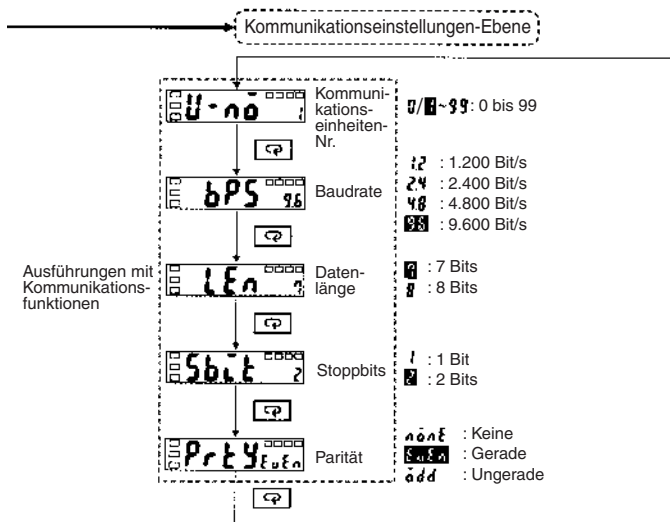 Kommunikationseinstellungen-Ebene
U-no 1
Kommuni-
kations-
einheiten-
Nr.
0/1~99: 0 bis 99
bPS 9.6
Baudrate
1.2 : 1.200 Bit/s
2.4 : 2.400 Bit/s
4.8 : 4.800 Bit/s
9.6 : 9.600 Bit/s
Ausführungen mit
Kommunikations-
funktionen
LEn 7
Daten-
länge
7 : 7 Bits
8 : 8 Bits
Sbit 2
Stoppbits
1 : 1 Bit
2 : 2 Bits
PrtY EvEn
Parität
nonE : Keine
EvEn : Gerade
odd : Ungerade